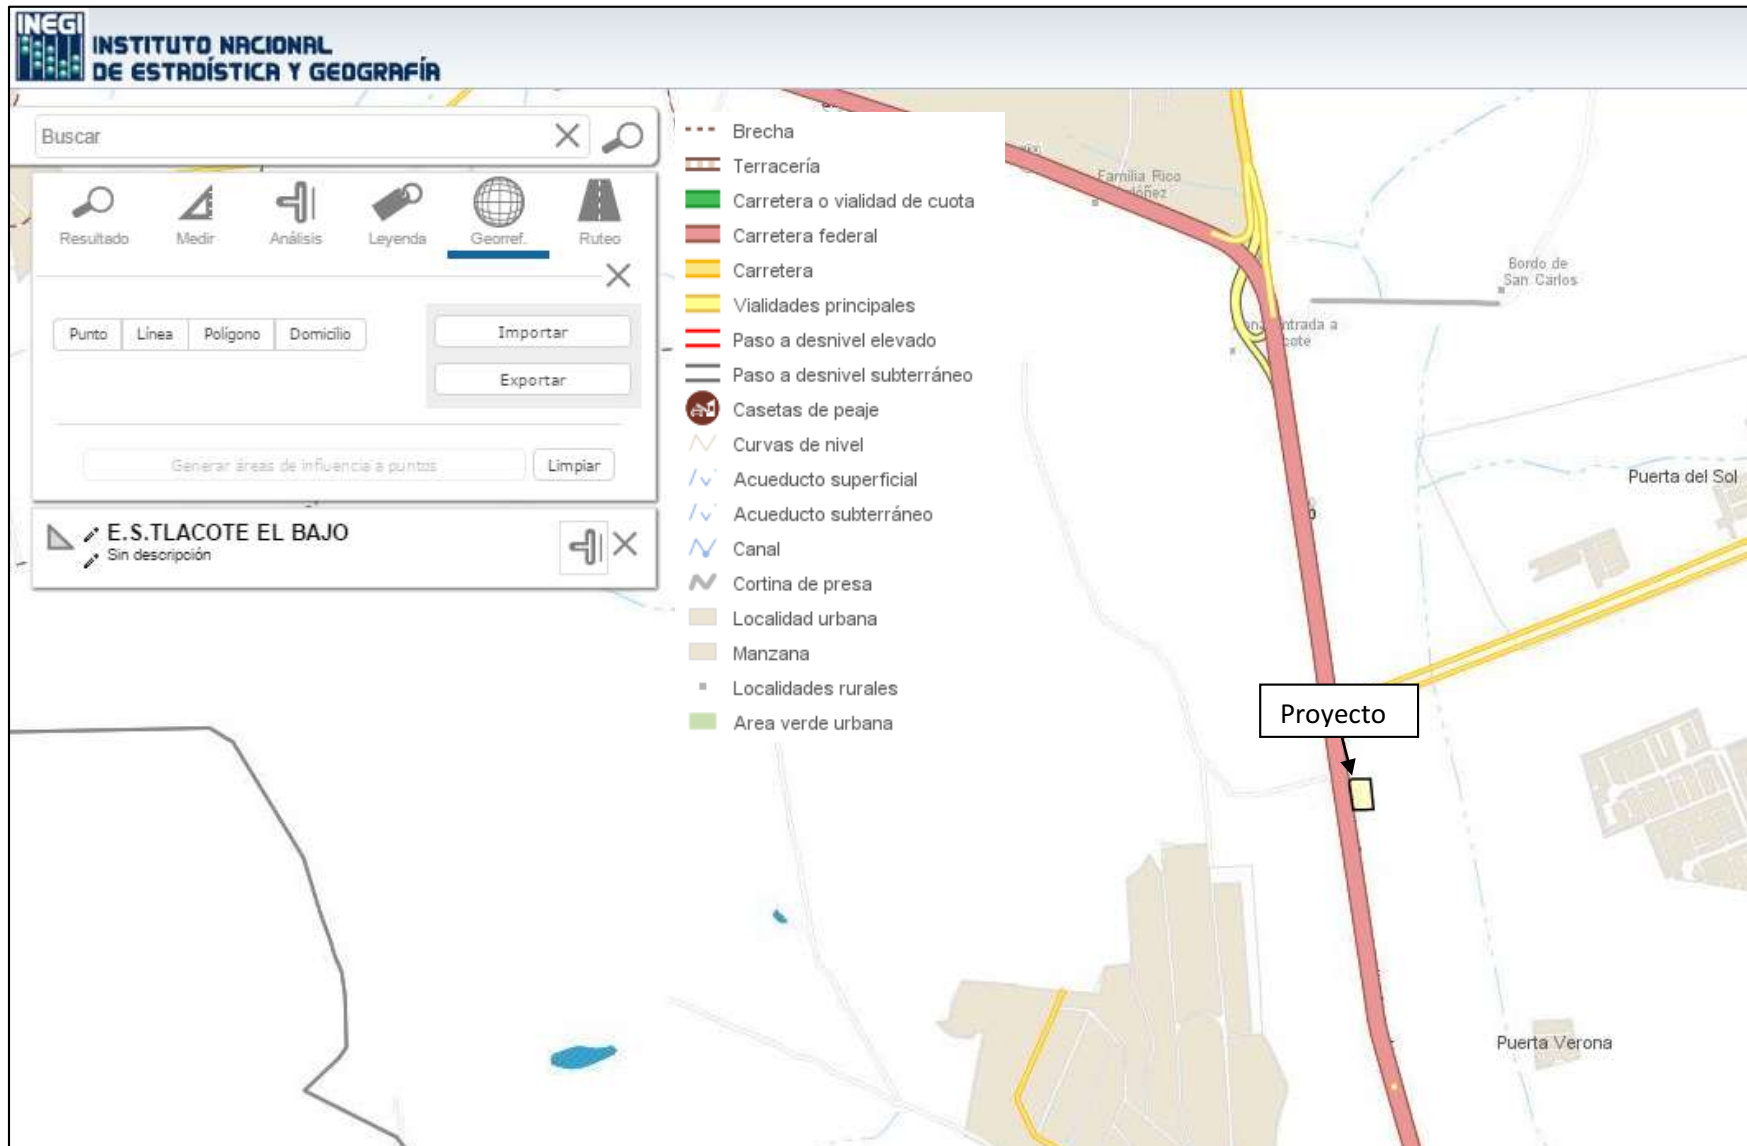 INEGI
INSTITUTO NACIONAL
DE ESTADÍSTICA Y GEOGRAFÍA
Buscar
Resultado
Medir
Análisis
Leyenda
Georref.
Ruteo
Punto
Línea
Polígono
Domicilio
Importar
Exportar
Generar áreas de influencia a puntos
Limpiar
E.S.TLACOTE EL BAJO
Sin descripción
Brecha
Terracería
Carretera o vialidad de cuota
Carretera federal
Carretera
Vialidades principales
Paso a desnivel elevado
Paso a desnivel subterráneo
Casetas de peaje
Curvas de nivel
Acueducto superficial
Acueducto subterráneo
Canal
Cortina de presa
Localidad urbana
Manzana
Localidades rurales
Area verde urbana
Familia Rico
Bordo de
San Carlos
Puerta del Sol
Proyecto
Puerta Verona